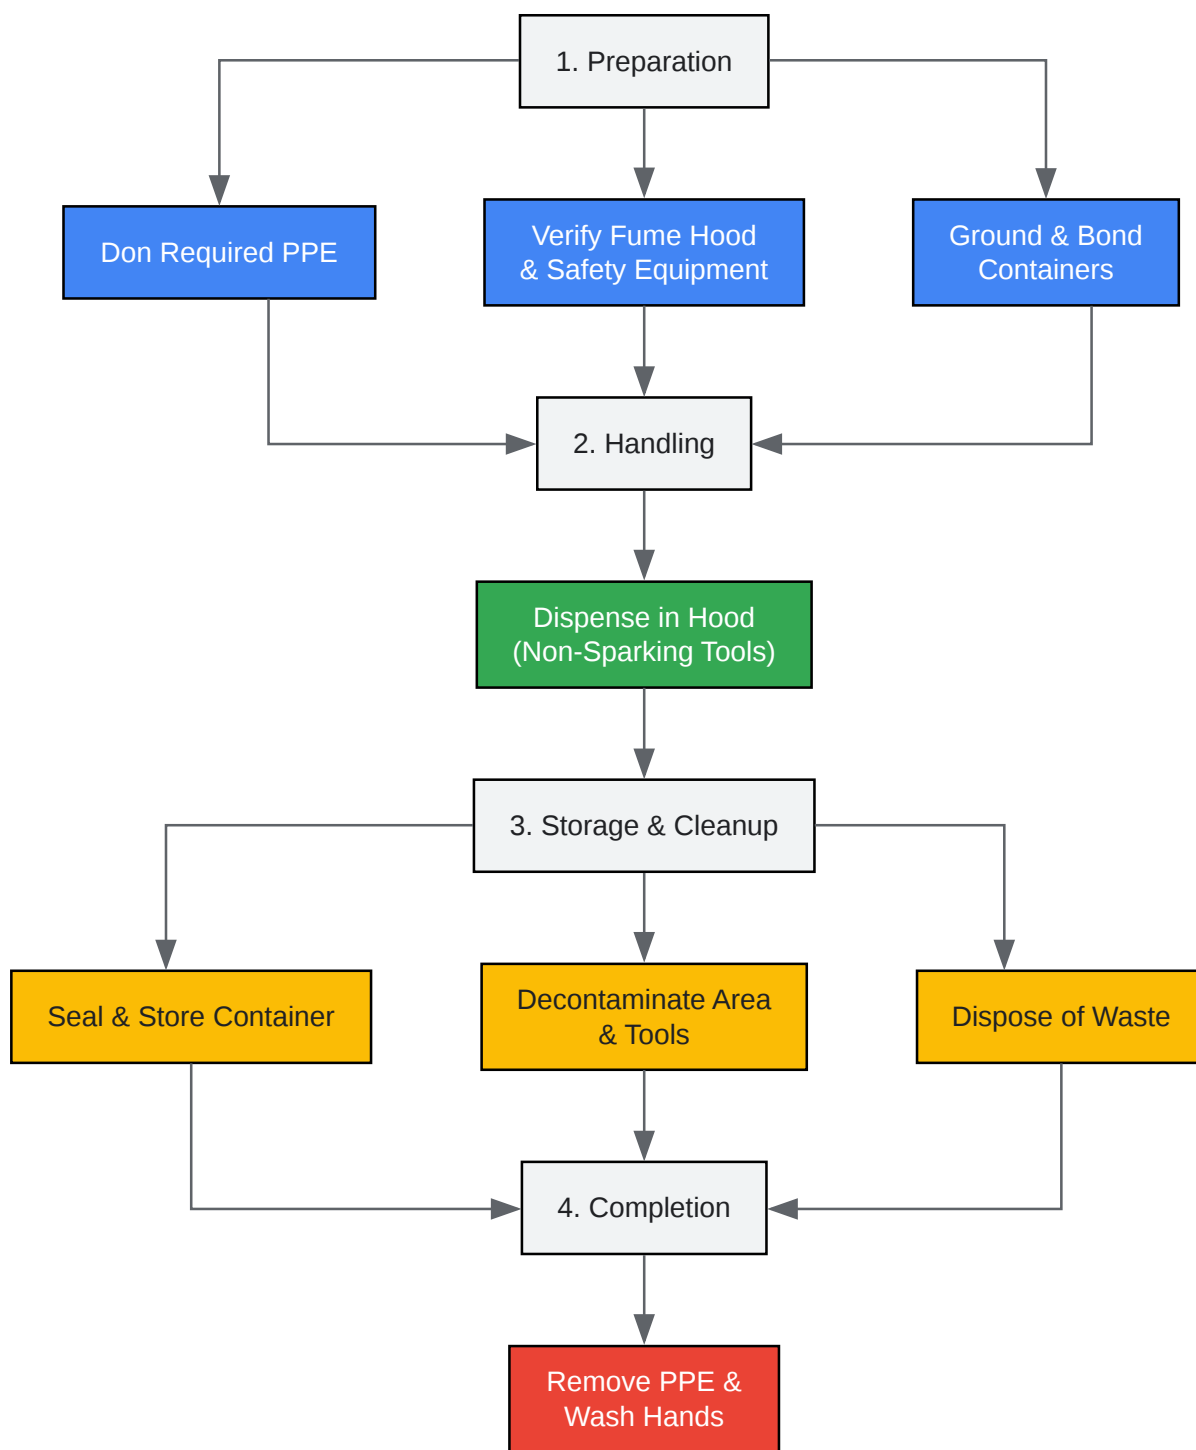 1. Preparation
Don Required PPE
Verify Fume Hood
& Safety Equipment
Ground & Bond
Containers
2. Handling
Dispense in Hood
(Non-Sparking Tools)
3. Storage & Cleanup
Seal & Store Container
Decontaminate Area
& Tools
Dispose of Waste
4. Completion
Remove PPE &
Wash Hands